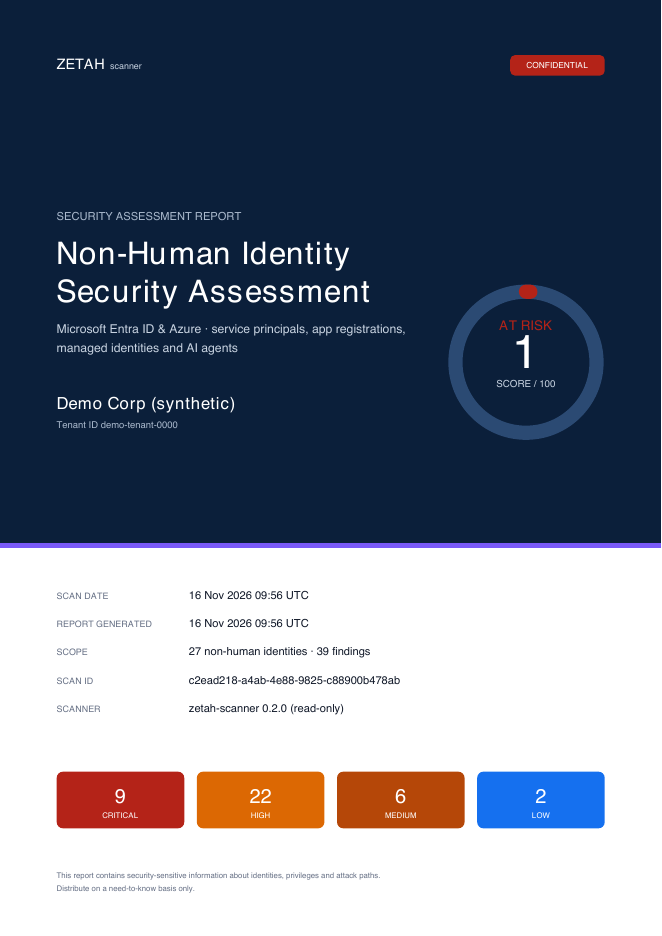 ZETAH scanner
CONFIDENTIAL
SECURITY ASSESSMENT REPORT
Non-Human Identity
Security Assessment
Microsoft Entra ID & Azure · service principals, app registrations,
managed identities and AI agents
Demo Corp (synthetic)
Tenant ID demo-tenant-0000
AT RISK
1
SCORE / 100
SCAN DATE 16 Nov 2026 09:56 UTC
REPORT GENERATED 16 Nov 2026 09:56 UTC
SCOPE 27 non-human identities · 39 findings
SCAN ID c2ead218-a4ab-4e88-9825-c88900b478ab
SCANNER zetah-scanner 0.2.0 (read-only)
9
CRITICAL
22
HIGH
6
MEDIUM
2
LOW
This report contains security-sensitive information about identities, privileges and attack paths.
Distribute on a need-to-know basis only.